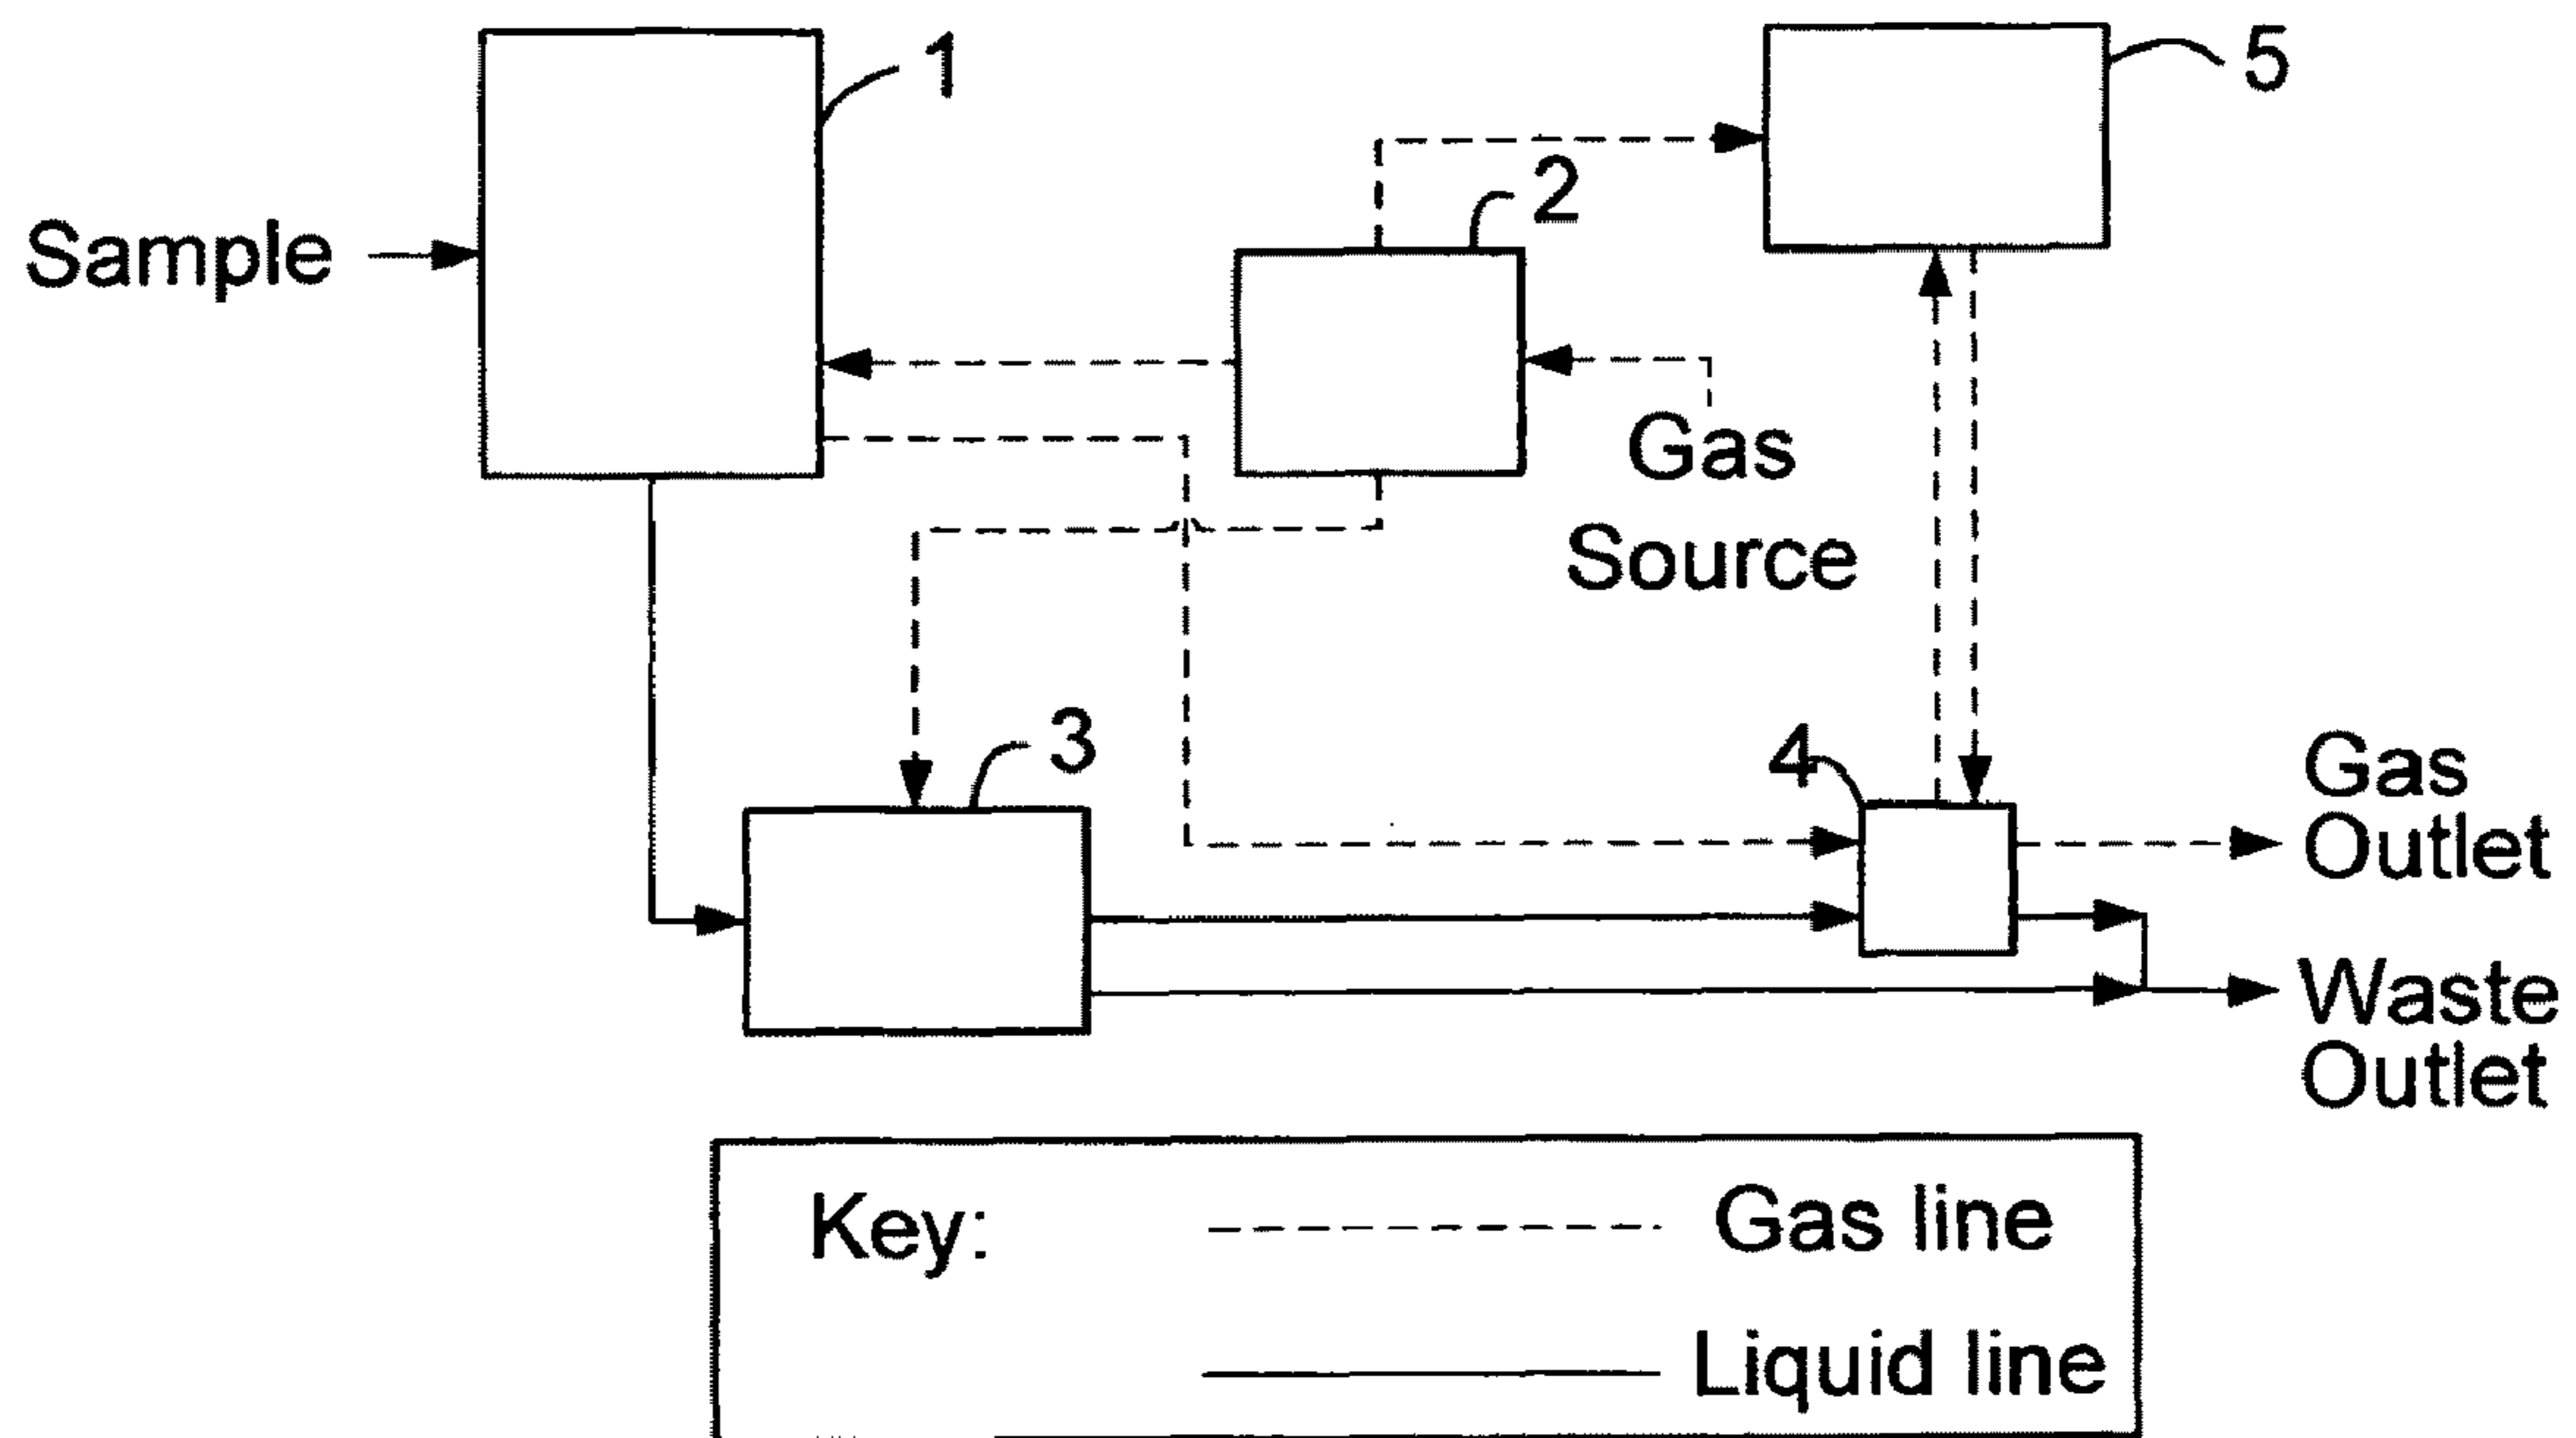 1
5
2
Sample
Gas
Source
3
4
Gas
Outlet
Waste
Outlet
Key:
Gas line
Liquid line